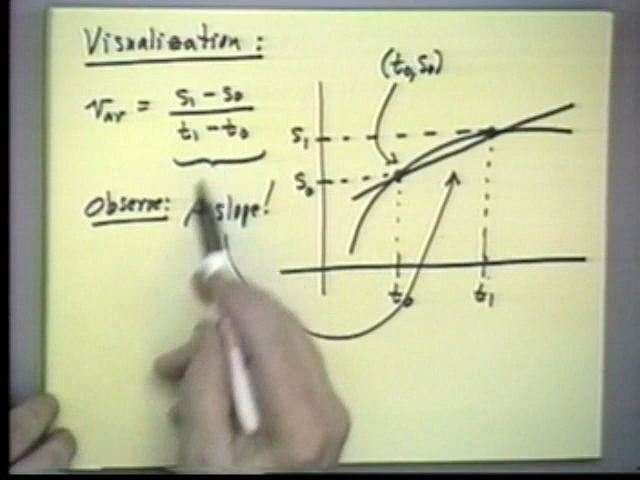 Visualization:
(t₀, s₀)
v_av = (s₁ - s₀) / (t₁ - t₀)
s₁
s₀
Observe: A slope!
t₀ t₁